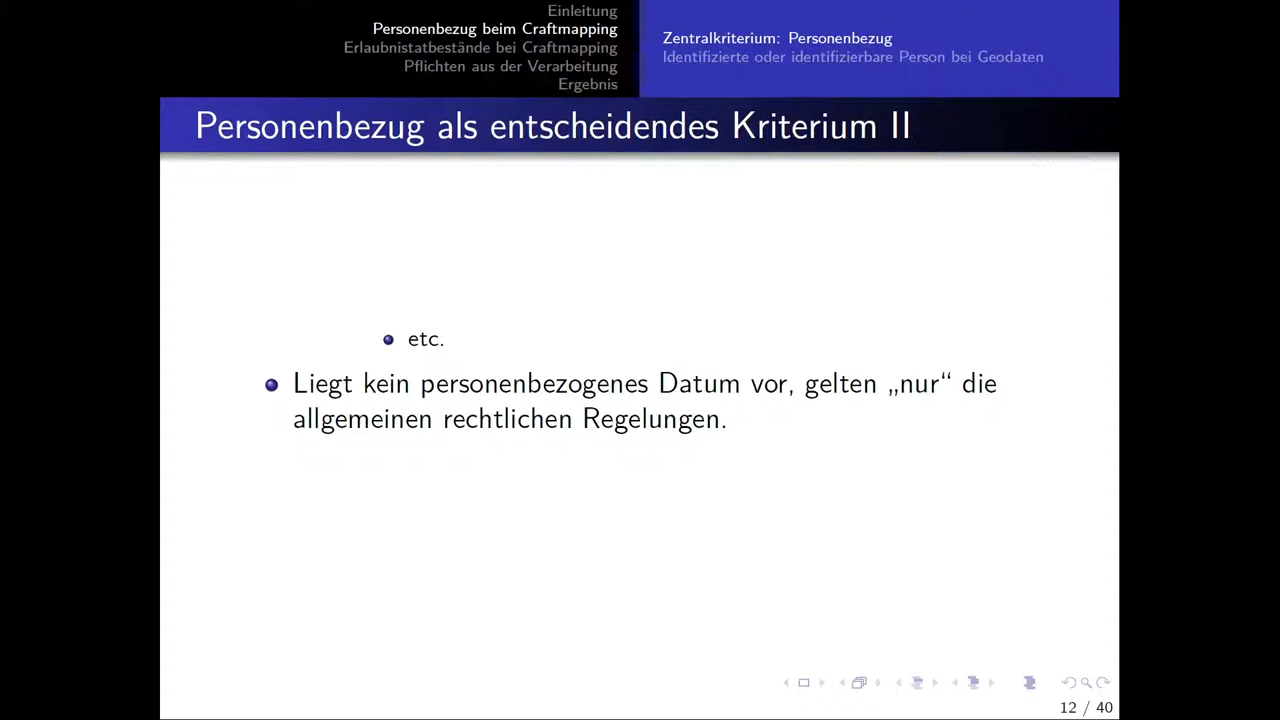 Einleitung
Personenbezug beim Craftmapping
Erlaubnistatbestände bei Craftmapping
Pflichten aus der Verarbeitung
Ergebnis
Zentralkriterium: Personenbezug
Identifizierte oder identifizierbare Person bei Geodaten
Personenbezug als entscheidendes Kriterium II
etc.
Liegt kein personenbezogenes Datum vor, gelten „nur“ die
allgemeinen rechtlichen Regelungen.
12 / 40